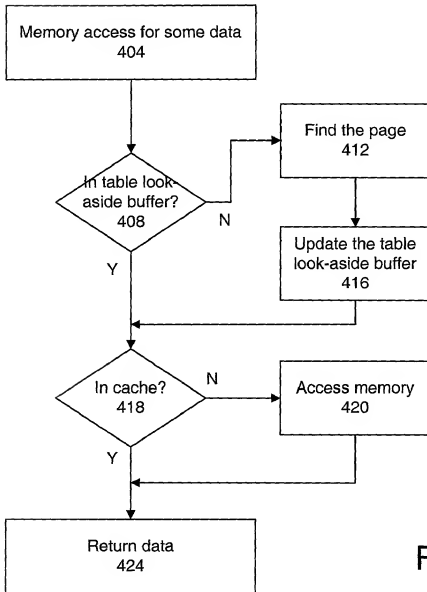 Memory access for some data
404
In table look-
aside buffer?
408
N
Y
Find the page
412
Update the table
look-aside buffer
416
In cache?
418
N
Y
Access memory
420
Return data
424
F